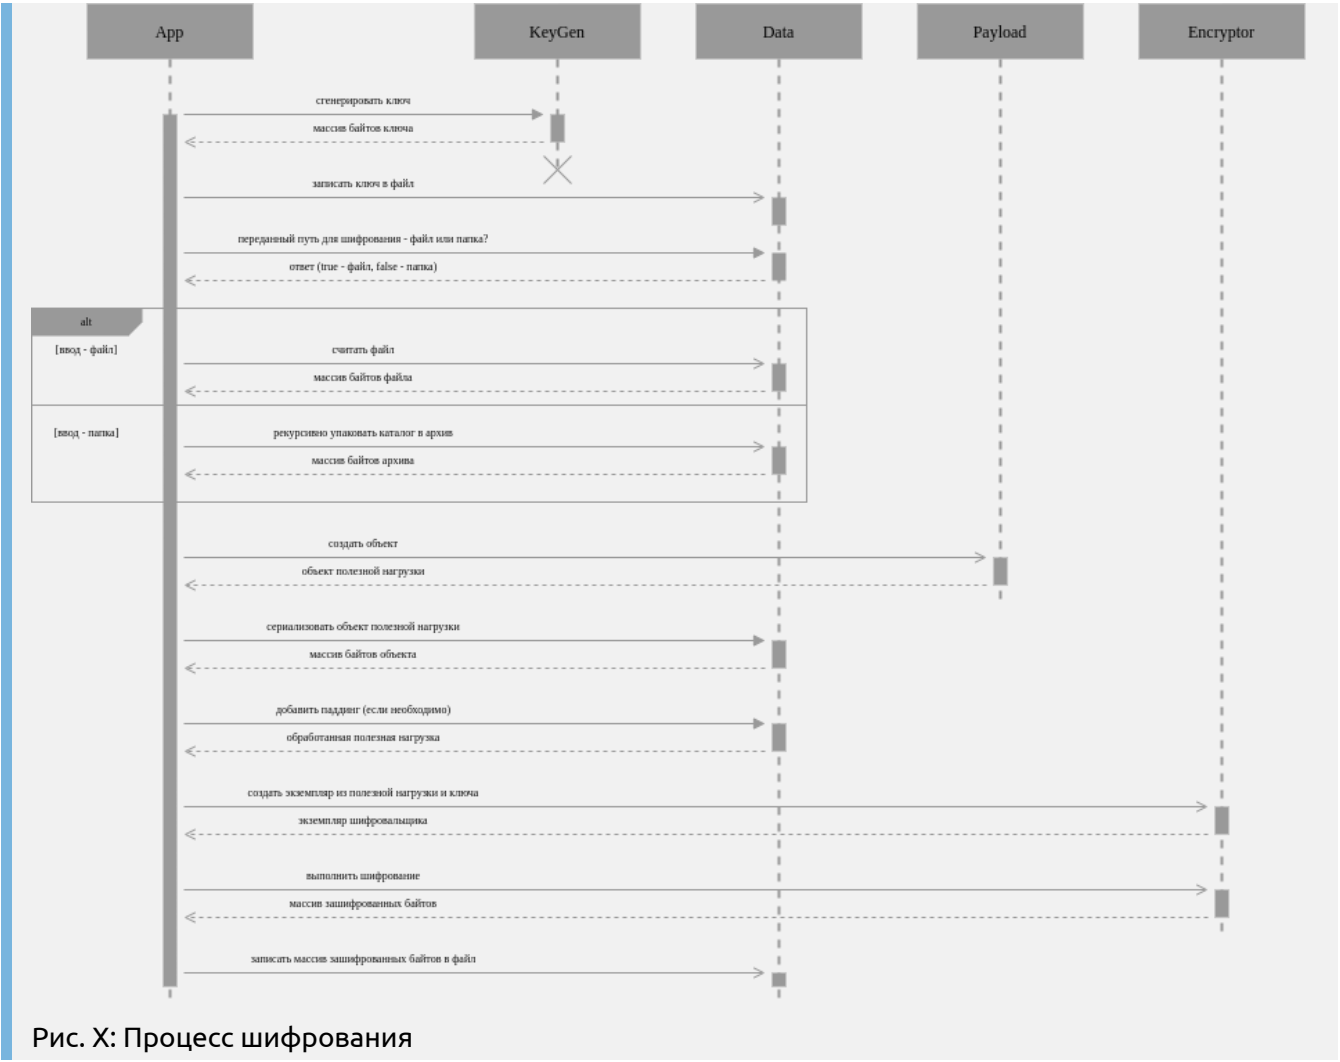 App
KeyGen
Data
Payload
Encryptor
сгенерировать ключ
массив байтов ключа
записать ключ в файл
переданный путь для шифрования - файл или папка?
ответ (true - файл, false - папка)
alt
[ввод - файл]
считать файл
массив байтов файла
[ввод - папка]
рекурсивно упаковать каталог в архив
массив байтов архива
создать объект
объект полезной нагрузки
сериализовать объект полезной нагрузки
массив байтов объекта
добавить паддинг (если необходимо)
обработанная полезная нагрузка
создать экземпляр из полезной нагрузки и ключа
экземпляр шифровальщика
выполнить шифрование
массив зашифрованных байтов
записать массив зашифрованных байтов в файл
Рис. X: Процесс шифрования